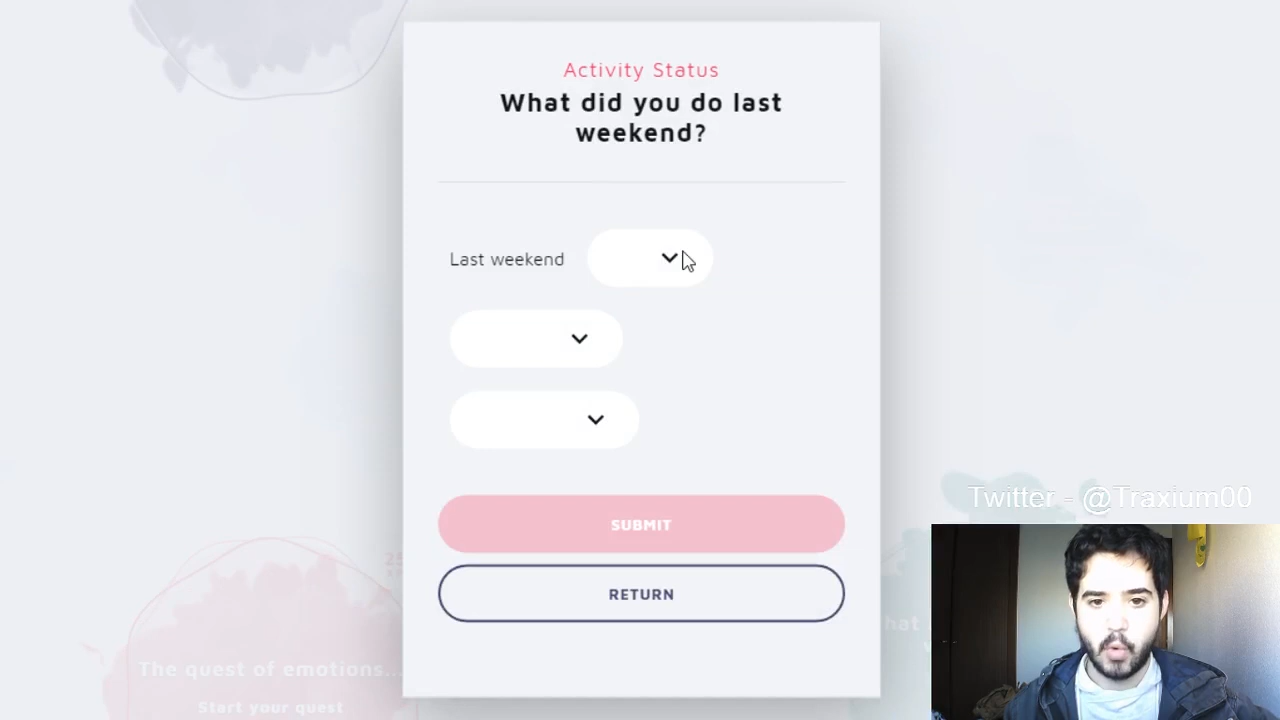 Activity Status
What did you do last
weekend?
Last weekend
SUBMIT
RETURN
Twitter - @Traxium00
The quest of emotions...
Start your quest